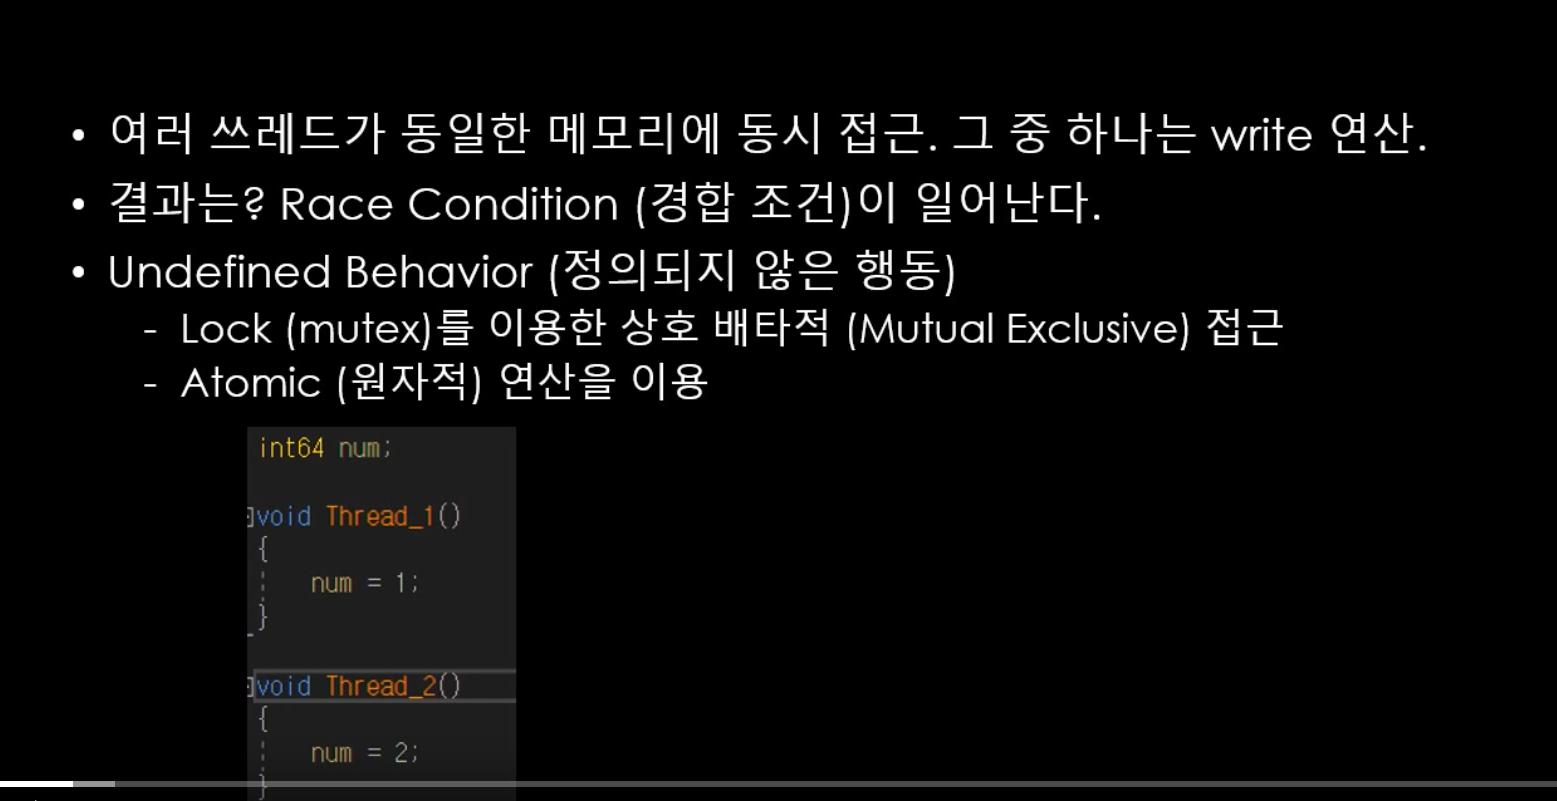 • 여러 쓰레드가 동일한 메모리에 동시 접근. 그 중 하나는 write 연산.
• 결과는? Race Condition (경합 조건)이 일어난다.
• Undefined Behavior (정의되지 않은 행동)
- Lock (mutex)를 이용한 상호 배타적 (Mutual Exclusive) 접근
- Atomic (원자적) 연산을 이용
int64 num;
void Thread_1()
{
num = 1;
}
void Thread_2()
{
num = 2;
}